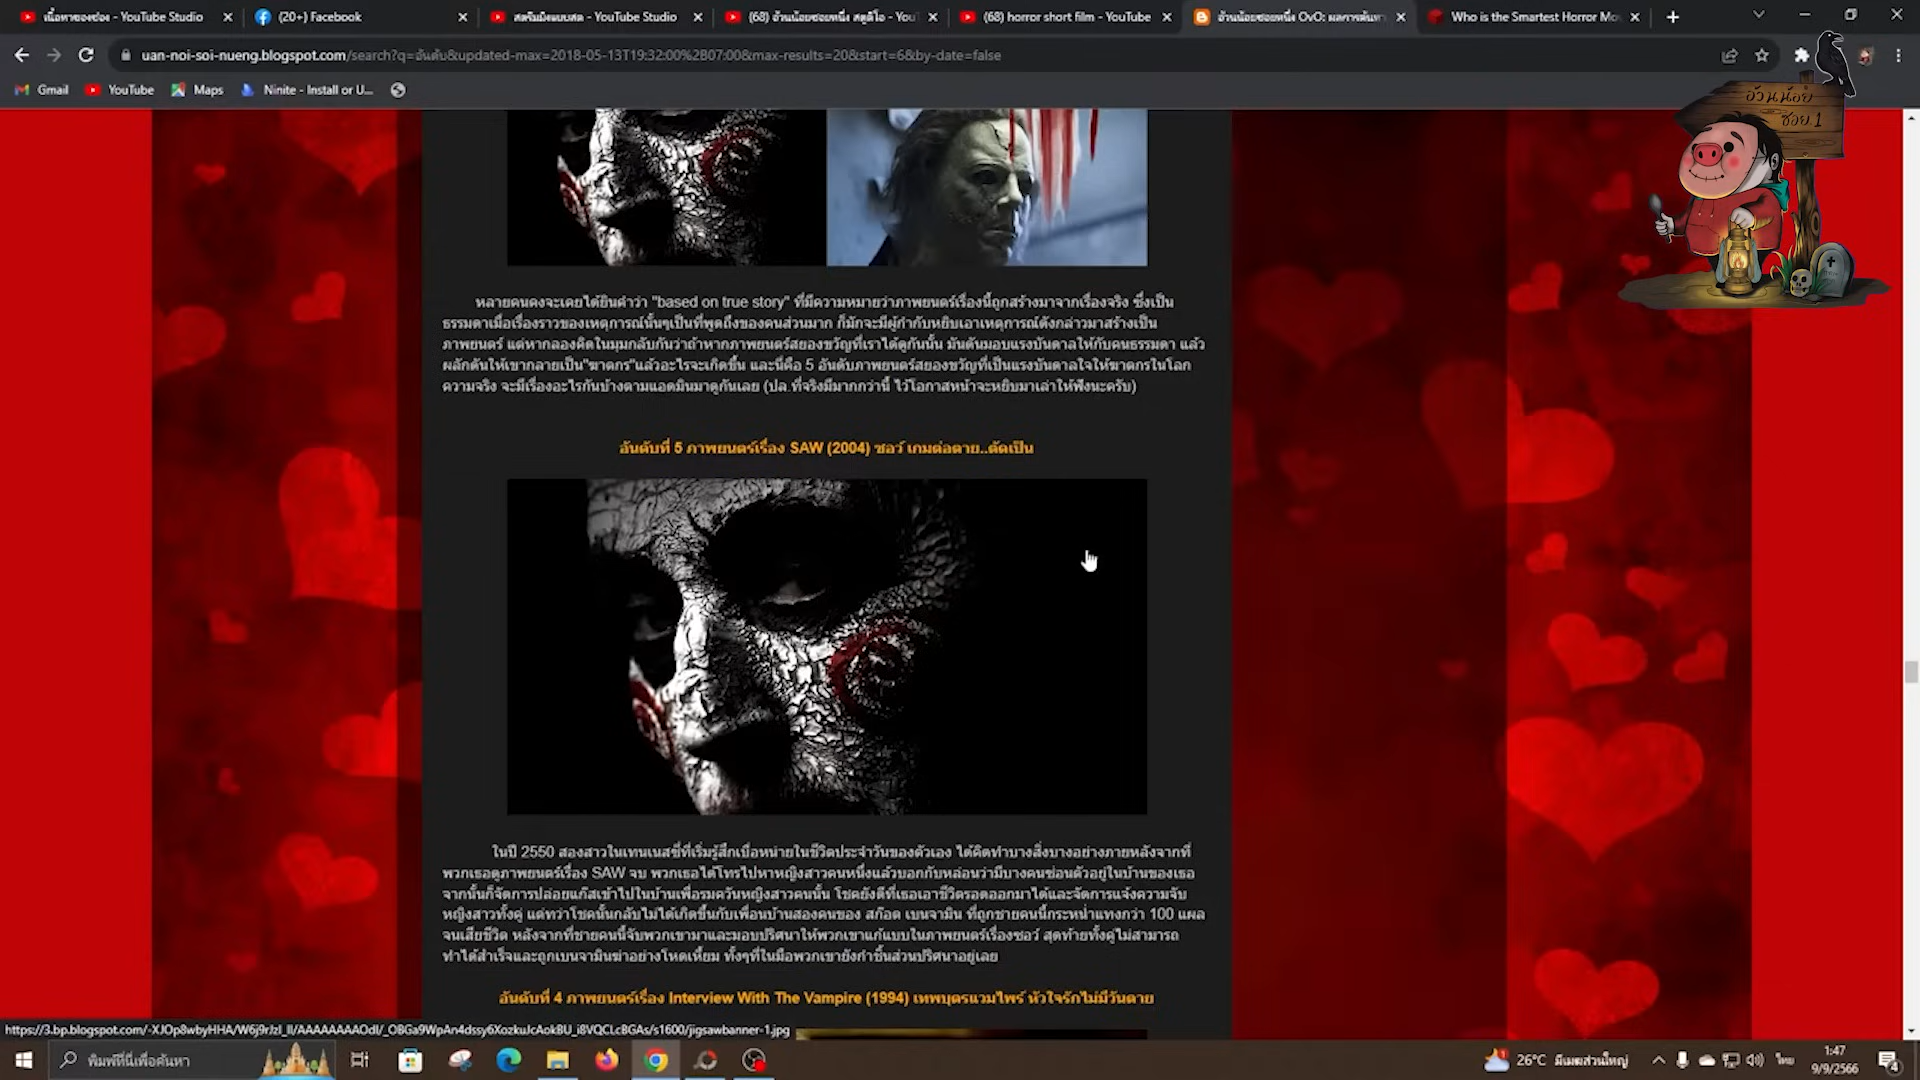 เนื้อหาของช่อง - YouTube Studio
(20+) Facebook
สตรีมมิงแบบสด - YouTube Studio
(68) อ้วนน้อยซอยหนึ่ง สตูดิโอ - You
(68) horror short film - YouTube
อ้วนน้อยซอยหนึ่ง OvO: ผลการค้นหา
Who is the Smartest Horror Mo
uan-noi-soi-nueng.blogspot.com/search?q=อันดับ&updated-max=2018-05-13T19:32:00%2B07:00&max-results=20&start=6&by-date=false
Gmail
YouTube
Maps
Ninite - Install or U...
อ้วนน้อย
ซอย.1
หลายคนคงจะเคยได้ยินคำว่า "based on true story" ที่มีความหมายว่าภาพยนตร์เรื่องนี้ถูกสร้างมาจากเรื่องจริง ซึ่งเป็น
ธรรมดาเมื่อเรื่องราวของเหตุการณ์นั้นๆเป็นที่พูดถึงของคนส่วนมาก ก็มักจะมีผู้กำกับหยิบเอาเหตุการณ์ดังกล่าวมาสร้างเป็น
ภาพยนตร์ แต่หากลองคิดในมุมกลับกันว่าถ้าหากภาพยนตร์สยองขวัญที่เราได้ดูกันนั้น มันดันมอบแรงบันดาลให้กับคนธรรมดา แล้ว
ผลักดันให้เขากลายเป็น"ฆาตกร"แล้วอะไรจะเกิดขึ้น และนี่คือ 5 อันดับภาพยนตร์สยองขวัญที่เป็นแรงบันดาลใจให้ฆาตกรในโลก
ความจริง จะมีเรื่องอะไรกันบ้างตามแอดมินมาดูกันเลย (ปล.ที่จริงมีมากกว่านี้ ไว้โอกาสหน้าจะหยิบมาเล่าให้ฟังนะครับ)
อันดับที่ 5 ภาพยนตร์เรื่อง SAW (2004) ซอว์ เกมต่อตาย..ตัดเป็น
ในปี 2550 สองสาวในเทนเนสซี่ที่เริ่มรู้สึกเบื่อหน่ายในชีวิตประจำวันของตัวเอง ได้คิดทำบางสิ่งบางอย่างภายหลังจากที่
พวกเธอดูภาพยนตร์เรื่อง SAW จบ พวกเธอได้โทรไปหาหญิงสาวคนหนึ่งแล้วบอกกับหล่อนว่ามีบางคนซ่อนตัวอยู่ในบ้านของเธอ
จากนั้นก็จัดการปล่อยแก๊สเข้าไปในบ้านเพื่อรมควันหญิงสาวคนนั้น โชคยังดีที่เธอเอาชีวิตรอดออกมาได้และจัดการแจ้งความจับ
หญิงสาวทั้งคู่ แต่ทว่าโชคนั้นกลับไม่ได้เกิดขึ้นกับเพื่อนบ้านสองคนของ สก๊อต เบนจามิน ที่ถูกชายคนนี้กระหน่ำแทงกว่า 100 แผล
จนเสียชีวิต หลังจากที่ชายคนนี้จับพวกเขามาและมอบปริศนาให้พวกเขาแก้แบบในภาพยนตร์เรื่องซอว์ สุดท้ายทั้งคู่ไม่สามารถ
ทำได้สำเร็จและถูกเบนจามินฆ่าอย่างโหดเหี้ยม ทั้งๆที่ในมือพวกเขายังกำชิ้นส่วนปริศนาอยู่เลย
อันดับที่ 4 ภาพยนตร์เรื่อง Interview With The Vampire (1994) เทพบุตรแวมไพร์ หัวใจรักไม่มีวันตาย
พิมพ์ที่นี่เพื่อค้นหา
26°C มีเมฆส่วนใหญ่
ไทย
1:47
9/9/2566
4